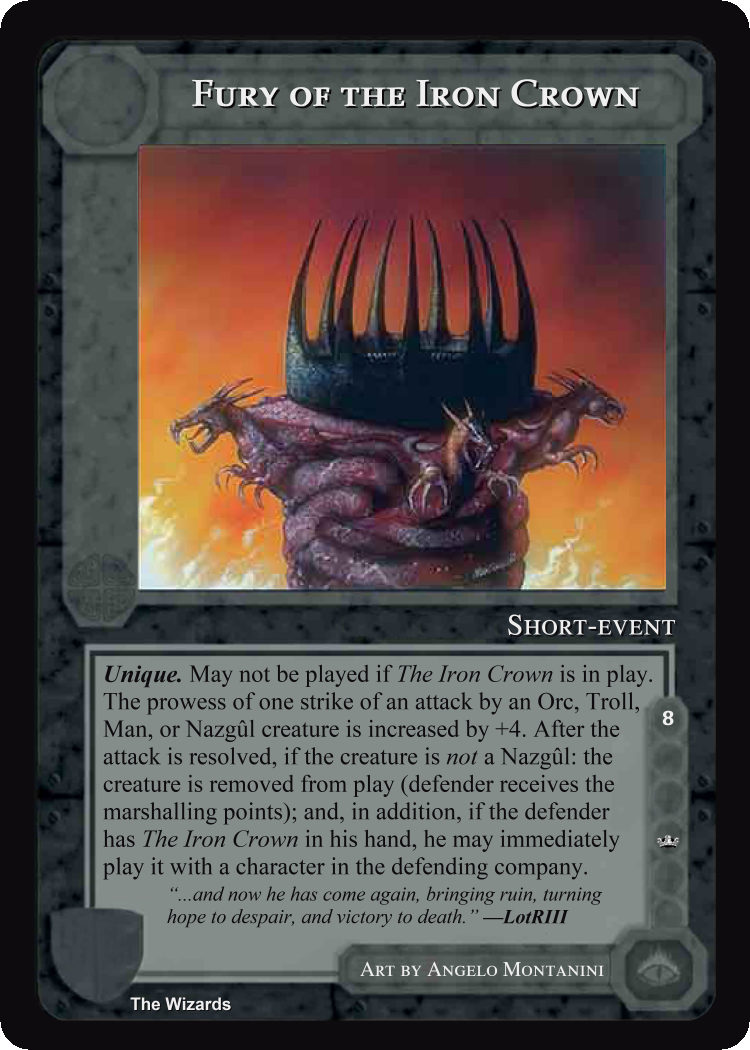 FURY OF THE IRON CROWN
SHORT-EVENT
Unique. May not be played if The Iron Crown is in play.
The prowess of one strike of an attack by an Orc, Troll,
Man, or Nazgûl creature is increased by +4. After the
attack is resolved, if the creature is not a Nazgûl: the
creature is removed from play (defender receives the
marshalling points); and, in addition, if the defender
has The Iron Crown in his hand, he may immediately
play it with a character in the defending company.
8
“...and now he has come again, bringing ruin, turning
hope to despair, and victory to death.” —LotRIII
ART BY ANGELO MONTANINI
The Wizards